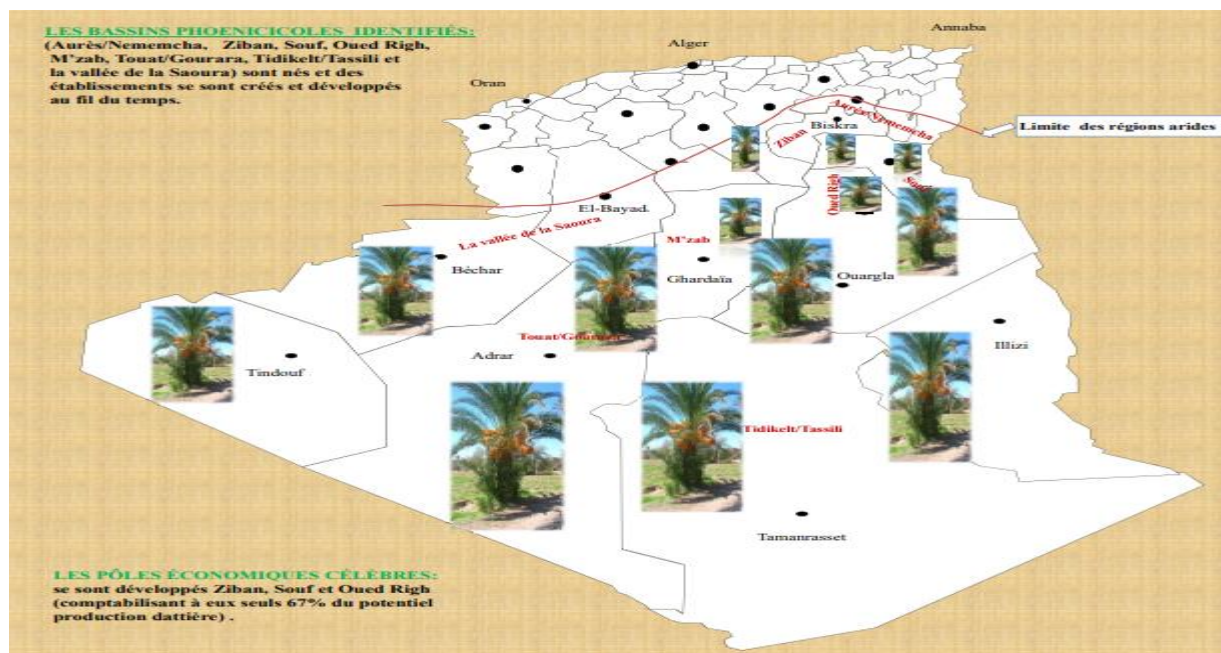 LES BASSINS PHOENICICOLES IDENTIFIÉS:
(Aurès/Nememcha, Ziban, Souf, Oued Righ,
M'zab, Touat/Gourara, Tidikelt/Tassili et
la vallée de la Saoura) sont nés et des
établissements se sont créés et développés
au fil du temps.
Annaba
Alger
Oran
Aurès/Nememcha
Limite des régions arides
Biskra
Ziban
Oued Righ
Souf
El-Bayad
La vallée de la Saoura
M'zab
Béchar
Ghardaïa
Ouargla
Touat/Gourara
Illizi
Adrar
Tindouf
Tidikelt/Tassili
Tamanrasset
LES PÔLES ÉCONOMIQUES CÉLÈBRES:
se sont développés Ziban, Souf et Oued Righ
(comptabilisant à eux seuls 67% du potentiel
production dattière) .